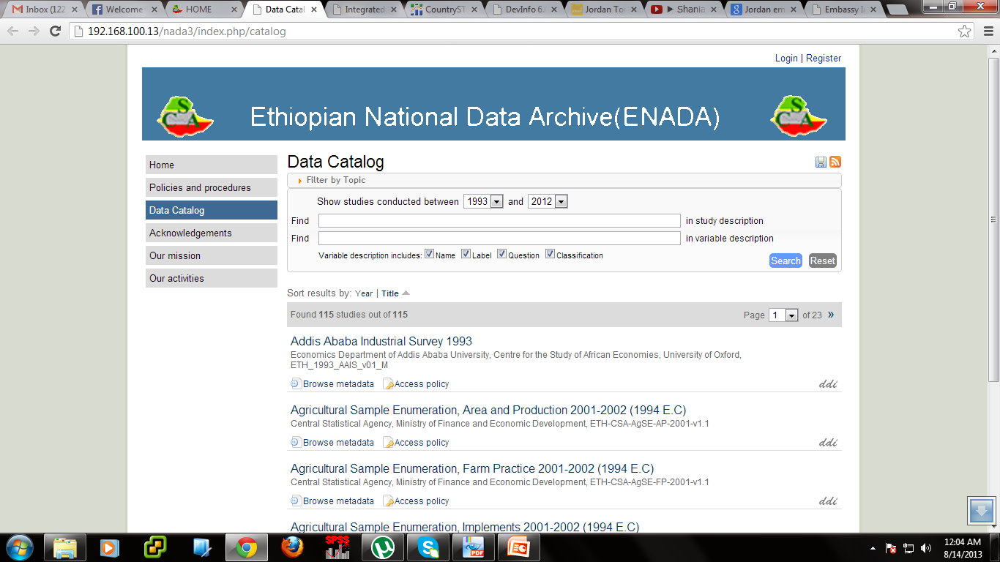 Inbox (122
Welcome
HOME
Data Catal
Integrated
CountryST
DevInfo 6.
Jordan To
▶ Shania
Jordan em
Embassy I
192.168.100.13/nada3/index.php/catalog
Login | Register
SCA
Ethiopian National Data Archive(ENADA)
SCA
Home
Policies and procedures
Data Catalog
Acknowledgements
Our mission
Our activities
Data Catalog
Filter by Topic
Show studies conducted between 1993 and 2012
Find in study description
Find in variable description
Variable description includes: Name Label Question Classification
Search Reset
Sort results by: Year | Title
Found 115 studies out of 115
Page 1 of 23 »
Addis Ababa Industrial Survey 1993
Economics Department of Addis Ababa University, Centre for the Study of African Economies, University of Oxford,
ETH_1993_AAIS_v01_M
Browse metadata Access policy ddi
Agricultural Sample Enumeration, Area and Production 2001-2002 (1994 E.C)
Central Statistical Agency, Ministry of Finance and Economic Development, ETH-CSA-AgSE-AP-2001-v1.1
Browse metadata Access policy ddi
Agricultural Sample Enumeration, Farm Practice 2001-2002 (1994 E.C)
Central Statistical Agency, Ministry of Finance and Economic Development, ETH-CSA-AgSE-FP-2001-v1.1
Browse metadata Access policy ddi
Agricultural Sample Enumeration, Implements 2001-2002 (1994 E.C)
SPSS
PDF
12:04 AM
8/14/2013